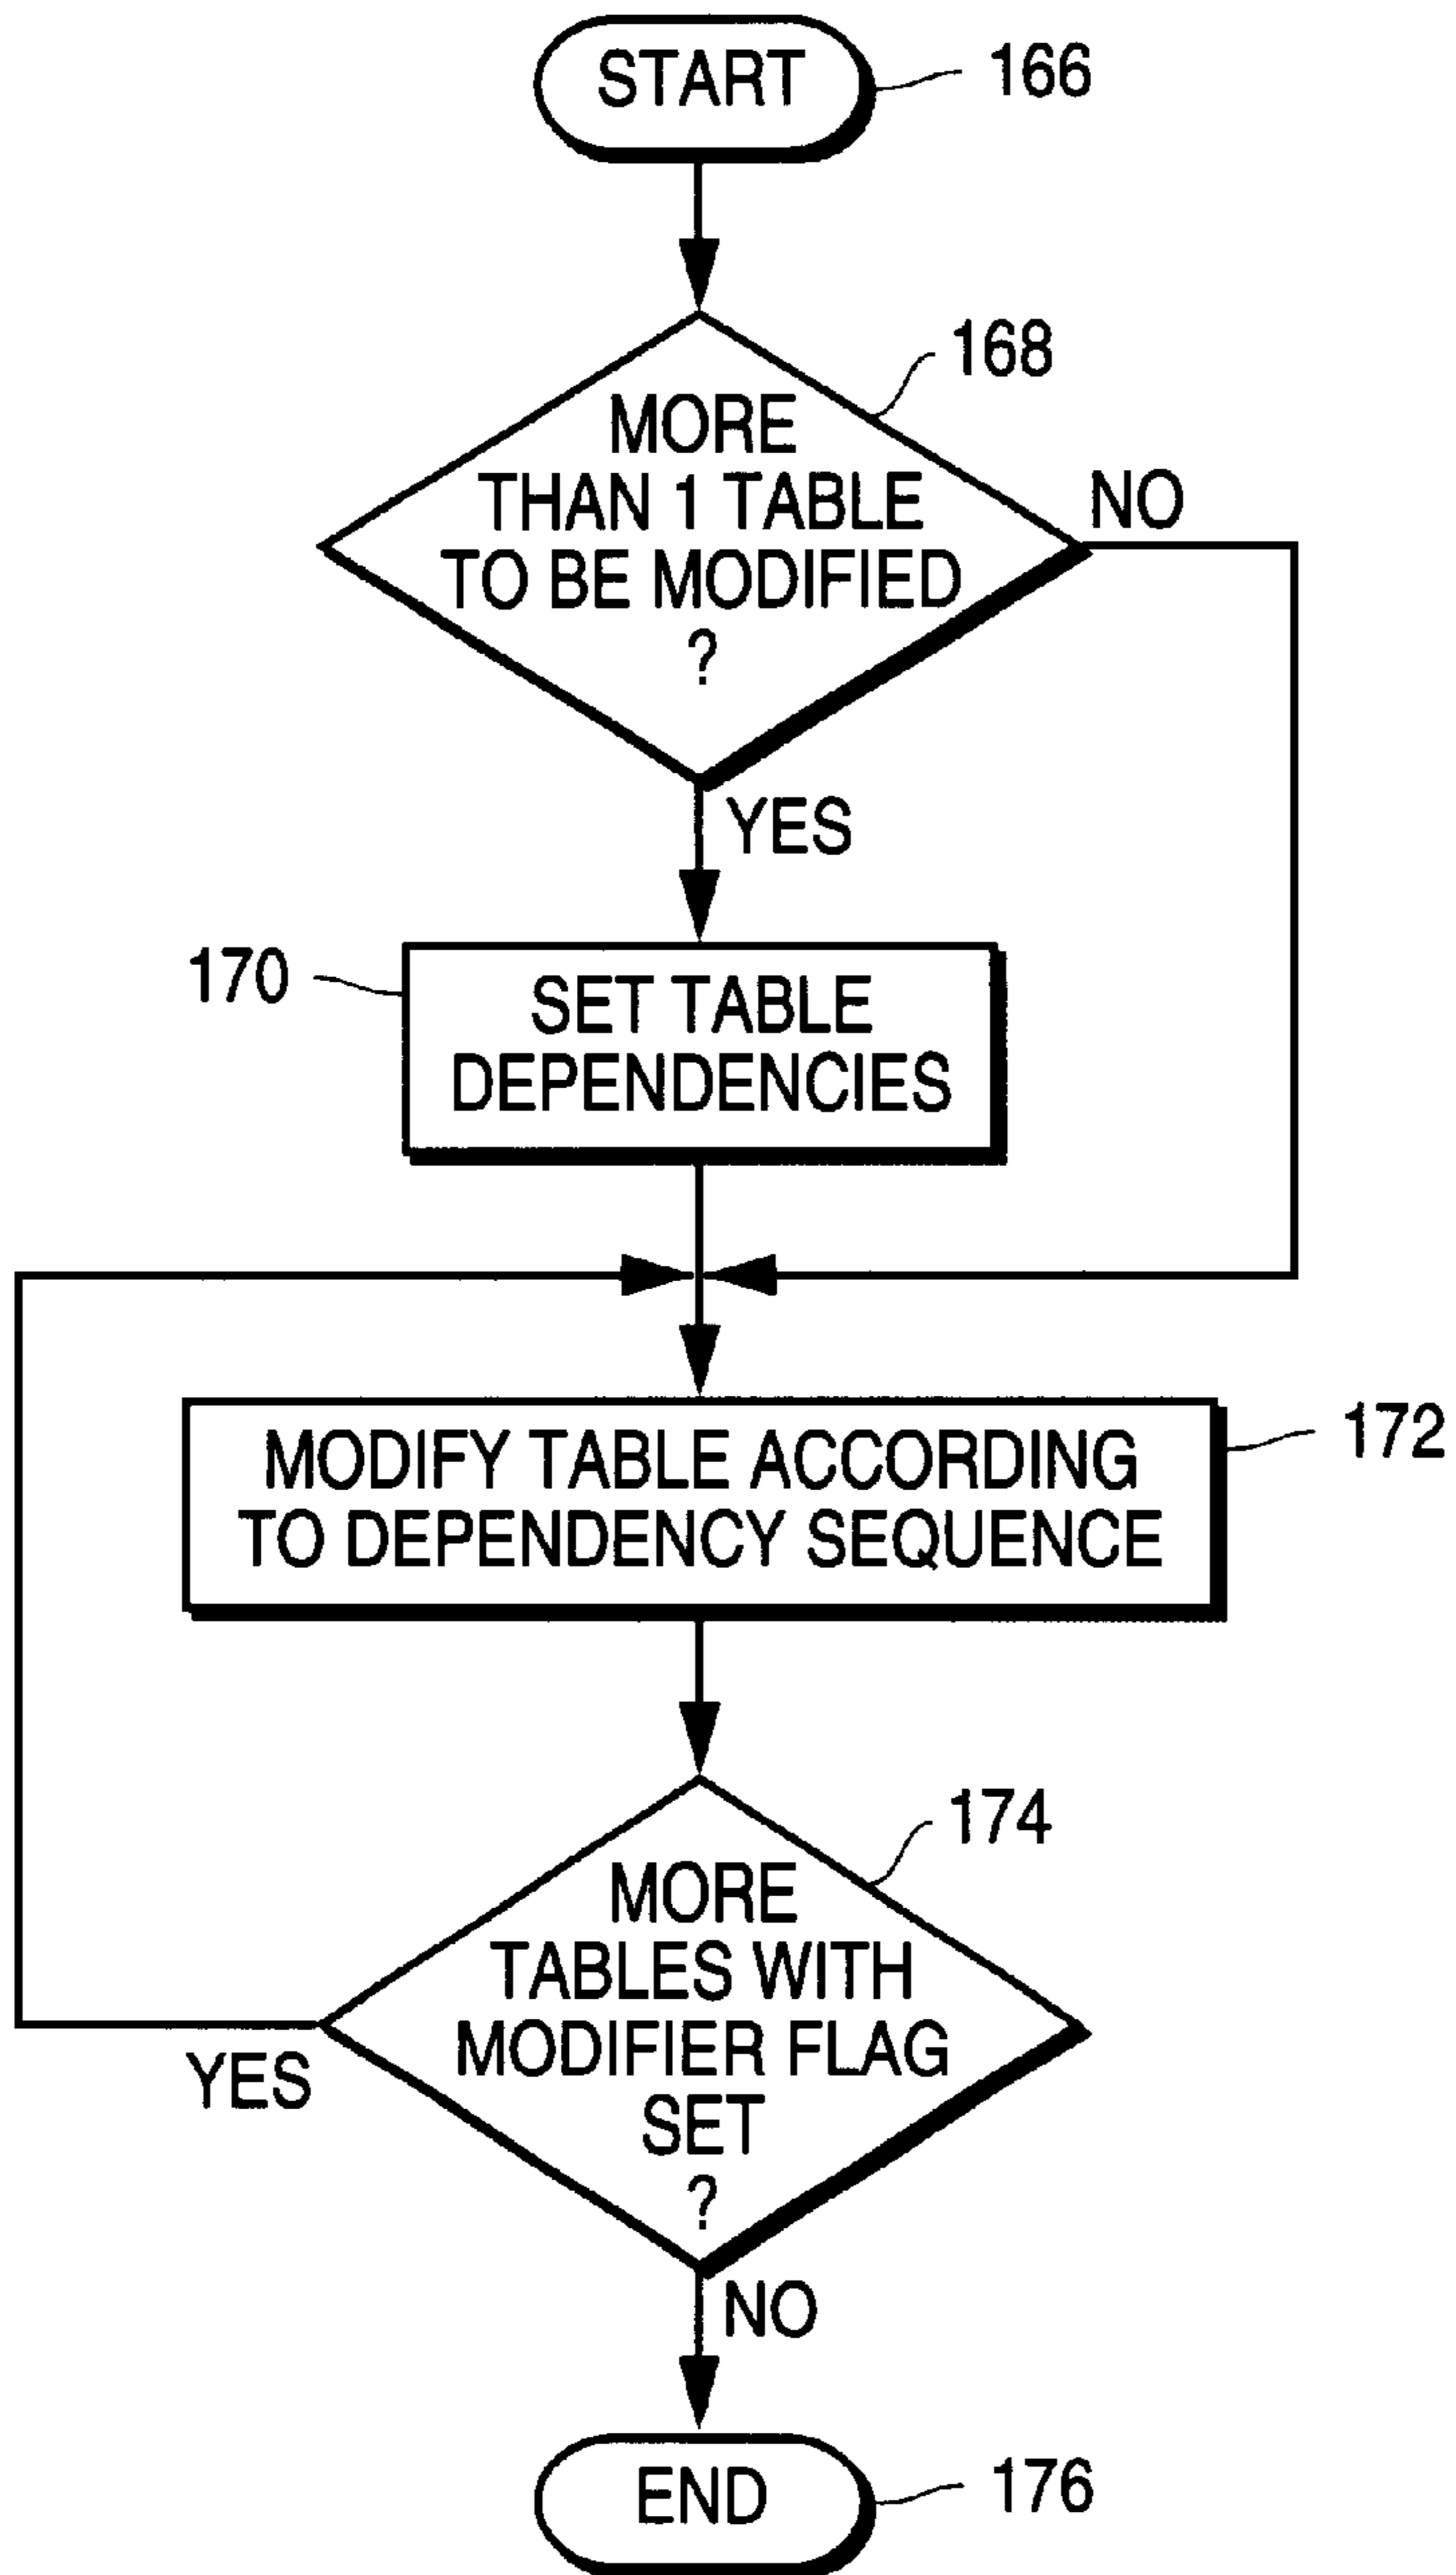 START
166
168
MORE
THAN 1 TABLE
TO BE MODIFIED
?
NO
YES
170
SET TABLE
DEPENDENCIES
MODIFY TABLE ACCORDING
TO DEPENDENCY SEQUENCE
172
174
MORE
TABLES WITH
MODIFIER FLAG
SET
?
YES
NO
END
176